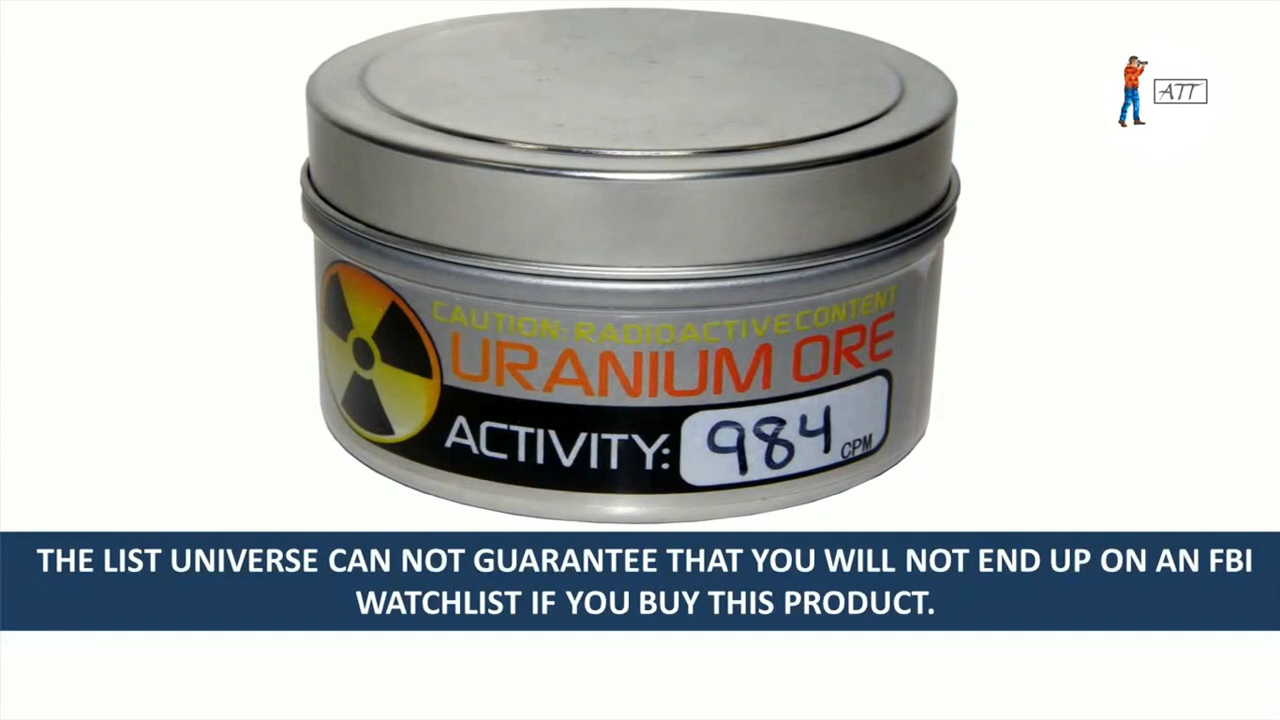 ATT
CAUTION: RADIOACTIVE CONTENT
URANIUM ORE
ACTIVITY: 984 CPM
THE LIST UNIVERSE CAN NOT GUARANTEE THAT YOU WILL NOT END UP ON AN FBI
WATCHLIST IF YOU BUY THIS PRODUCT.